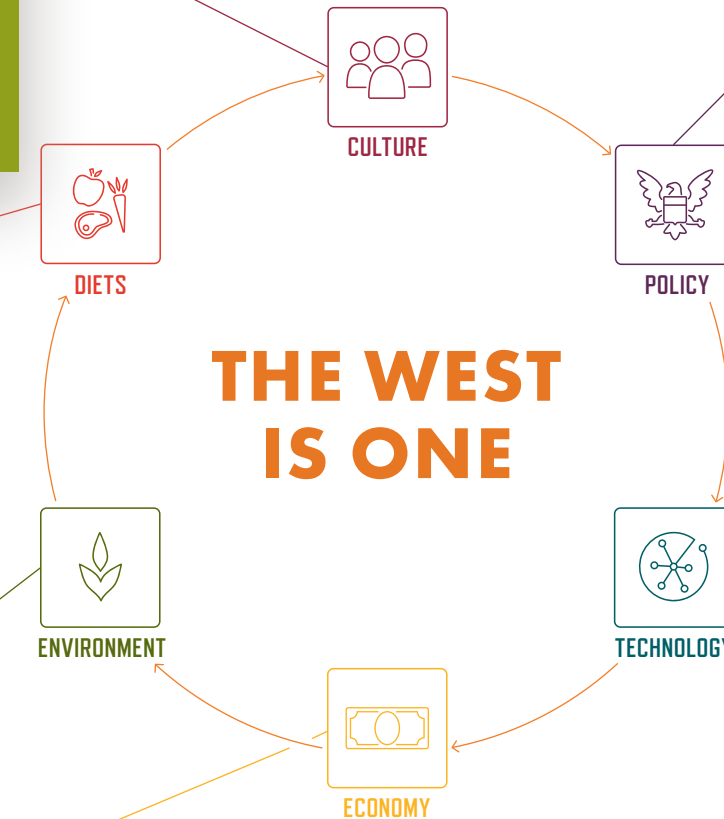 CULTURE
DIETS
POLICY
THE WEST
IS ONE
ENVIRONMENT
TECHNOLOGY
ECONOMY